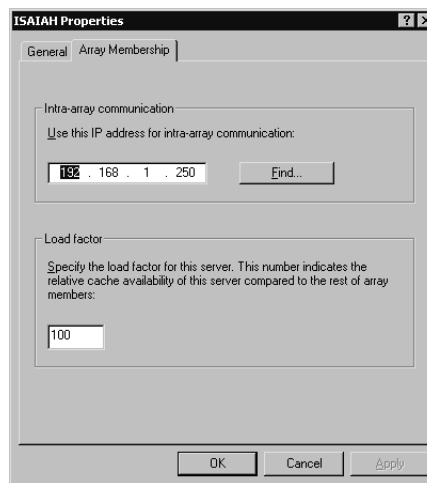 ISAIAH Properties
General Array Membership
Intra-array communication
Use this IP address for intra-array communication:
192 . 168 . 1 . 250 Find...
Load factor
Specify the load factor for this server. This number indicates the
relative cache availability of this server compared to the rest of array
members:
100
OK Cancel Apply